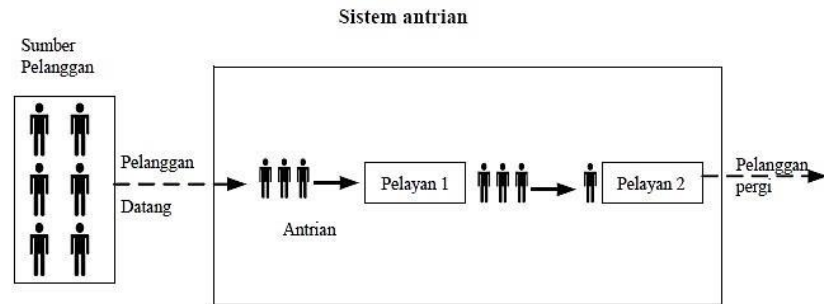 Sistem antrian
Sumber
Pelanggan
Pelanggan
Datang
Antrian
Pelayan 1
Pelayan 2
Pelanggan
pergi